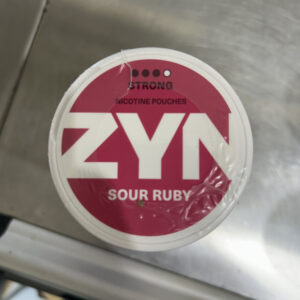 STRONG
NICOTINE POUCHES
ZYN
SOUR RUBY